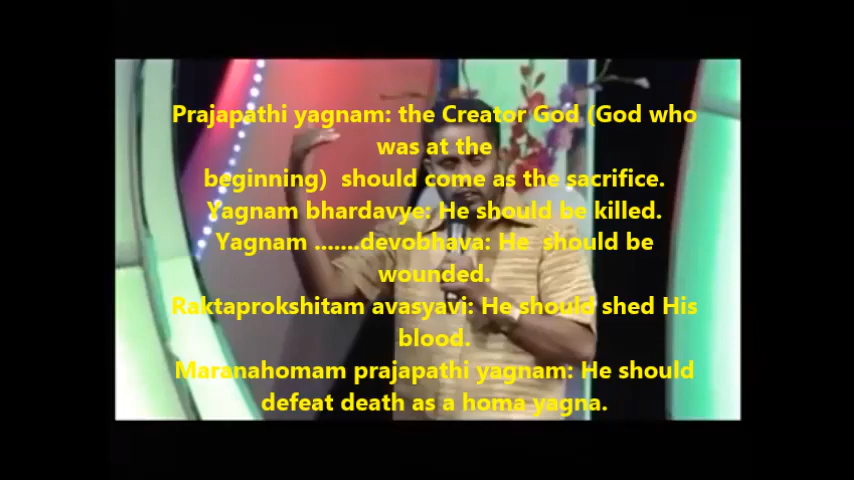 Prajapathi yagnam: the Creator God (God who
was at the
beginning)  should come as the sacrifice.
Yagnam bhardavye: He should be killed.
Yagnam .......devobhava: He  should be
wounded.
Raktaprokshitam avasyavi: He should shed His
blood.
Maranahomam prajapathi yagnam: He should
defeat death as a homa yagna.